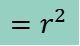 = r²